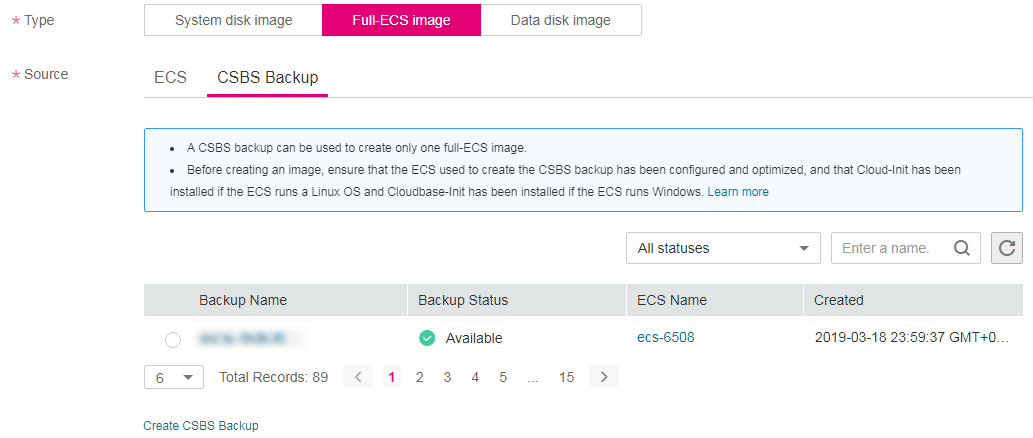 * Type System disk image Full-ECS image Data disk image
* Source ECS CSBS Backup
• A CSBS backup can be used to create only one full-ECS image.
• Before creating an image, ensure that the ECS used to create the CSBS backup has been configured and optimized, and that Cloud-Init has been
installed if the ECS runs a Linux OS and Cloudbase-Init has been installed if the ECS runs Windows. Learn more
All statuses Enter a name.
Backup Name Backup Status ECS Name Created
Available ecs-6508 2019-03-18 23:59:37 GMT+0...
6 Total Records: 89 < 1 2 3 4 5 ... 15 >
Create CSBS Backup